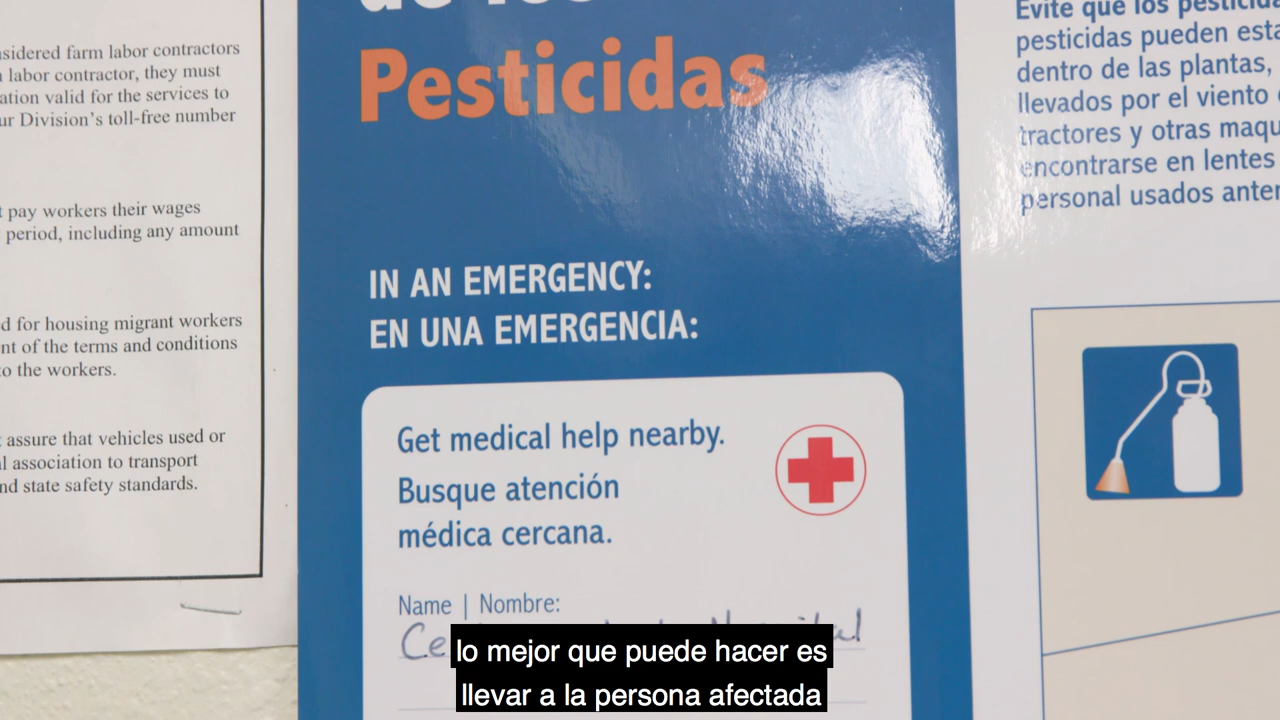 nsidered farm labor contractors
labor contractor, they must
ation valid for the services to
ur Division's toll-free number
pay workers their wages
period, including any amount
d for housing migrant workers
nt of the terms and conditions
to the workers.
assure that vehicles used or
al association to transport
nd state safety standards.
de los
Pesticidas
IN AN EMERGENCY:
EN UNA EMERGENCIA:
Get medical help nearby.
Busque atención
médica cercana.
Name | Nombre:
Evite que los pesticida
pesticidas pueden esta
dentro de las plantas,
llevados por el viento
tractores y otras maqu
encontrarse en lentes
personal usados anter
lo mejor que puede hacer es
llevar a la persona afectada